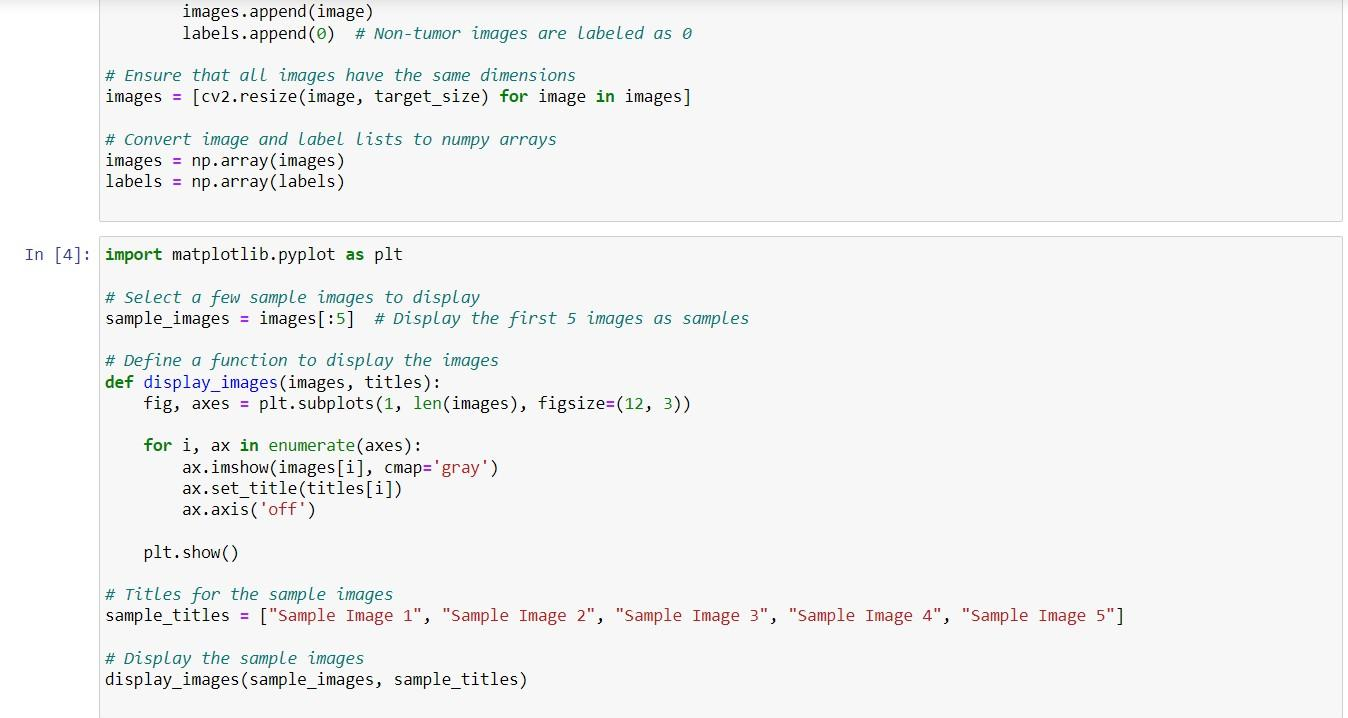 images.append(image)
labels.append(0)  # Non-tumor images are labeled as 0
# Ensure that all images have the same dimensions
images = [cv2.resize(image, target_size) for image in images]
# Convert image and label lists to numpy arrays
images = np.array(images)
labels = np.array(labels)
In [4]: import matplotlib.pyplot as plt
# Select a few sample images to display
sample_images = images[:5]  # Display the first 5 images as samples
# Define a function to display the images
def display_images(images, titles):
    fig, axes = plt.subplots(1, len(images), figsize=(12, 3))
    for i, ax in enumerate(axes):
        ax.imshow(images[i], cmap='gray')
        ax.set_title(titles[i])
        ax.axis('off')
    plt.show()
# Titles for the sample images
sample_titles = ["Sample Image 1", "Sample Image 2", "Sample Image 3", "Sample Image 4", "Sample Image 5"]
# Display the sample images
display_images(sample_images, sample_titles)